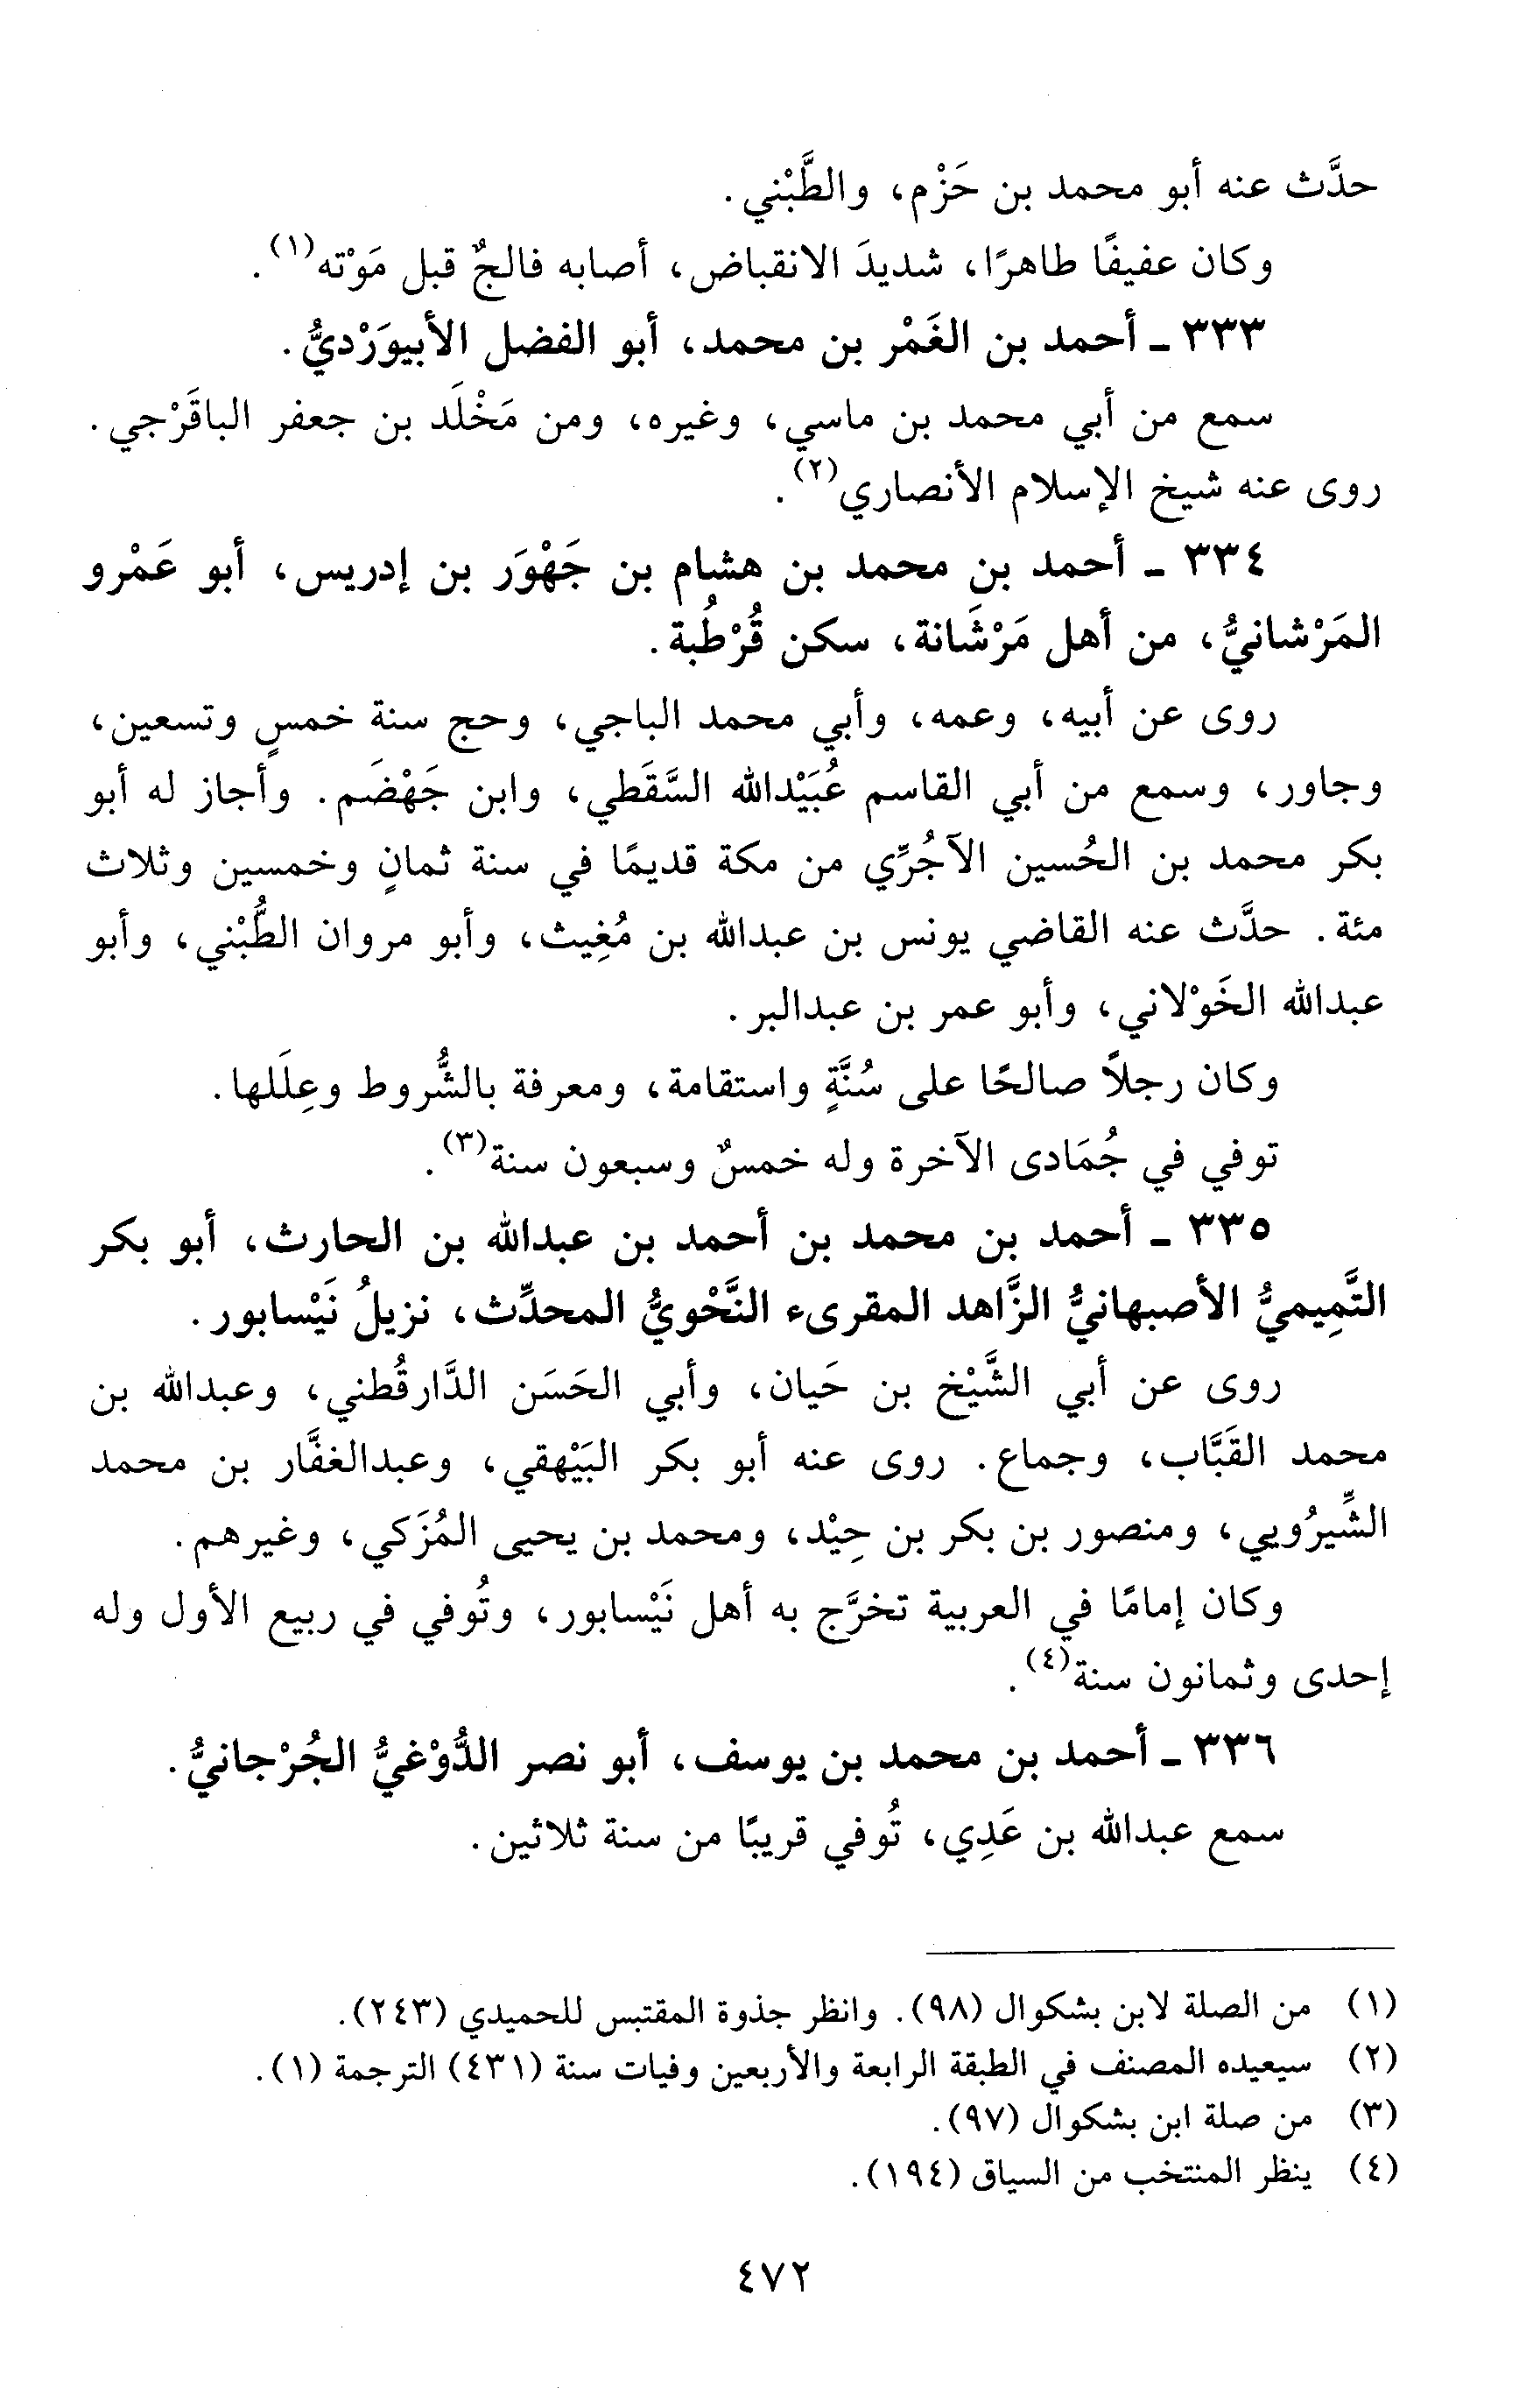 حدَّث عنه أبو محمد بن حَزْم، والطَّبْني.
وكان عفيفًا طاهرًا، شديدَ الانقباض، أصابه فالجٌ قبل مَوْته(١).
٣٣٣ ـ أحمد بن الغَمْر بن محمد، أبو الفضل الأبيوَرْديُّ.
سمع من أبي محمد بن ماسي، وغيره، ومن مَخْلَد بن جعفر الباقَرْجي.
روى عنه شيخ الإسلام الأنصاري(٢).
٣٣٤ ـ أحمد بن محمد بن هشام بن جَهْوَر بن إدريس، أبو عَمْرو
المَرْشانيُّ، من أهل مَرْشَانة، سكن قُرْطُبة.
روى عن أبيه، وعمه، وأبي محمد الباجي، وحج سنة خمسٍ وتسعين،
وجاور، وسمع من أبي القاسم عُبَيْدالله السَّقَطي، وابن جَهْضَم. وأجاز له أبو
بكر محمد بن الحُسين الآجُرِّي من مكة قديمًا في سنة ثمانٍ وخمسين وثلاث
مئة. حدَّث عنه القاضي يونس بن عبدالله بن مُغِيث، وأبو مروان الطُّبْني، وأبو
عبدالله الخَوْلاني، وأبو عمر بن عبدالبر.
وكان رجلاً صالحًا على سُنَّةٍ واستقامة، ومعرفة بالشُّروط وعِلَلها.
توفي في جُمَادى الآخرة وله خمسٌ وسبعون سنة(٣).
٣٣٥ ـ أحمد بن محمد بن أحمد بن عبدالله بن الحارث، أبو بكر
التَّمِيميُّ الأصبهانيُّ الزَّاهد المقرىء النَّحْويُّ المحدِّث، نزيلُ نَيْسابور.
روى عن أبي الشَّيْخ بن حَيان، وأبي الحَسَن الدَّارقُطني، وعبدالله بن
محمد القَبَّاب، وجماع. روى عنه أبو بكر البَيْهقي، وعبدالغفَّار بن محمد
الشِّيرُويي، ومنصور بن بكر بن حِيْد، ومحمد بن يحيى المُزَكي، وغيرهم.
وكان إمامًا في العربية تخرَّج به أهل نَيْسابور، وتُوفي في ربيع الأول وله
إحدى وثمانون سنة(٤).
٣٣٦ ـ أحمد بن محمد بن يوسف، أبو نصر الدُّوْغيُّ الجُرْجانيُّ.
سمع عبدالله بن عَدِي، تُوفي قريبًا من سنة ثلاثين.
(١) من الصلة لابن بشكوال (٩٨). وانظر جذوة المقتبس للحميدي (٢٤٣).
(٢) سيعيده المصنف في الطبقة الرابعة والأربعين وفيات سنة (٤٣١) الترجمة (١).
(٣) من صلة ابن بشكوال (٩٧).
(٤) ينظر المنتخب من السياق (١٩٤).
٤٧٢